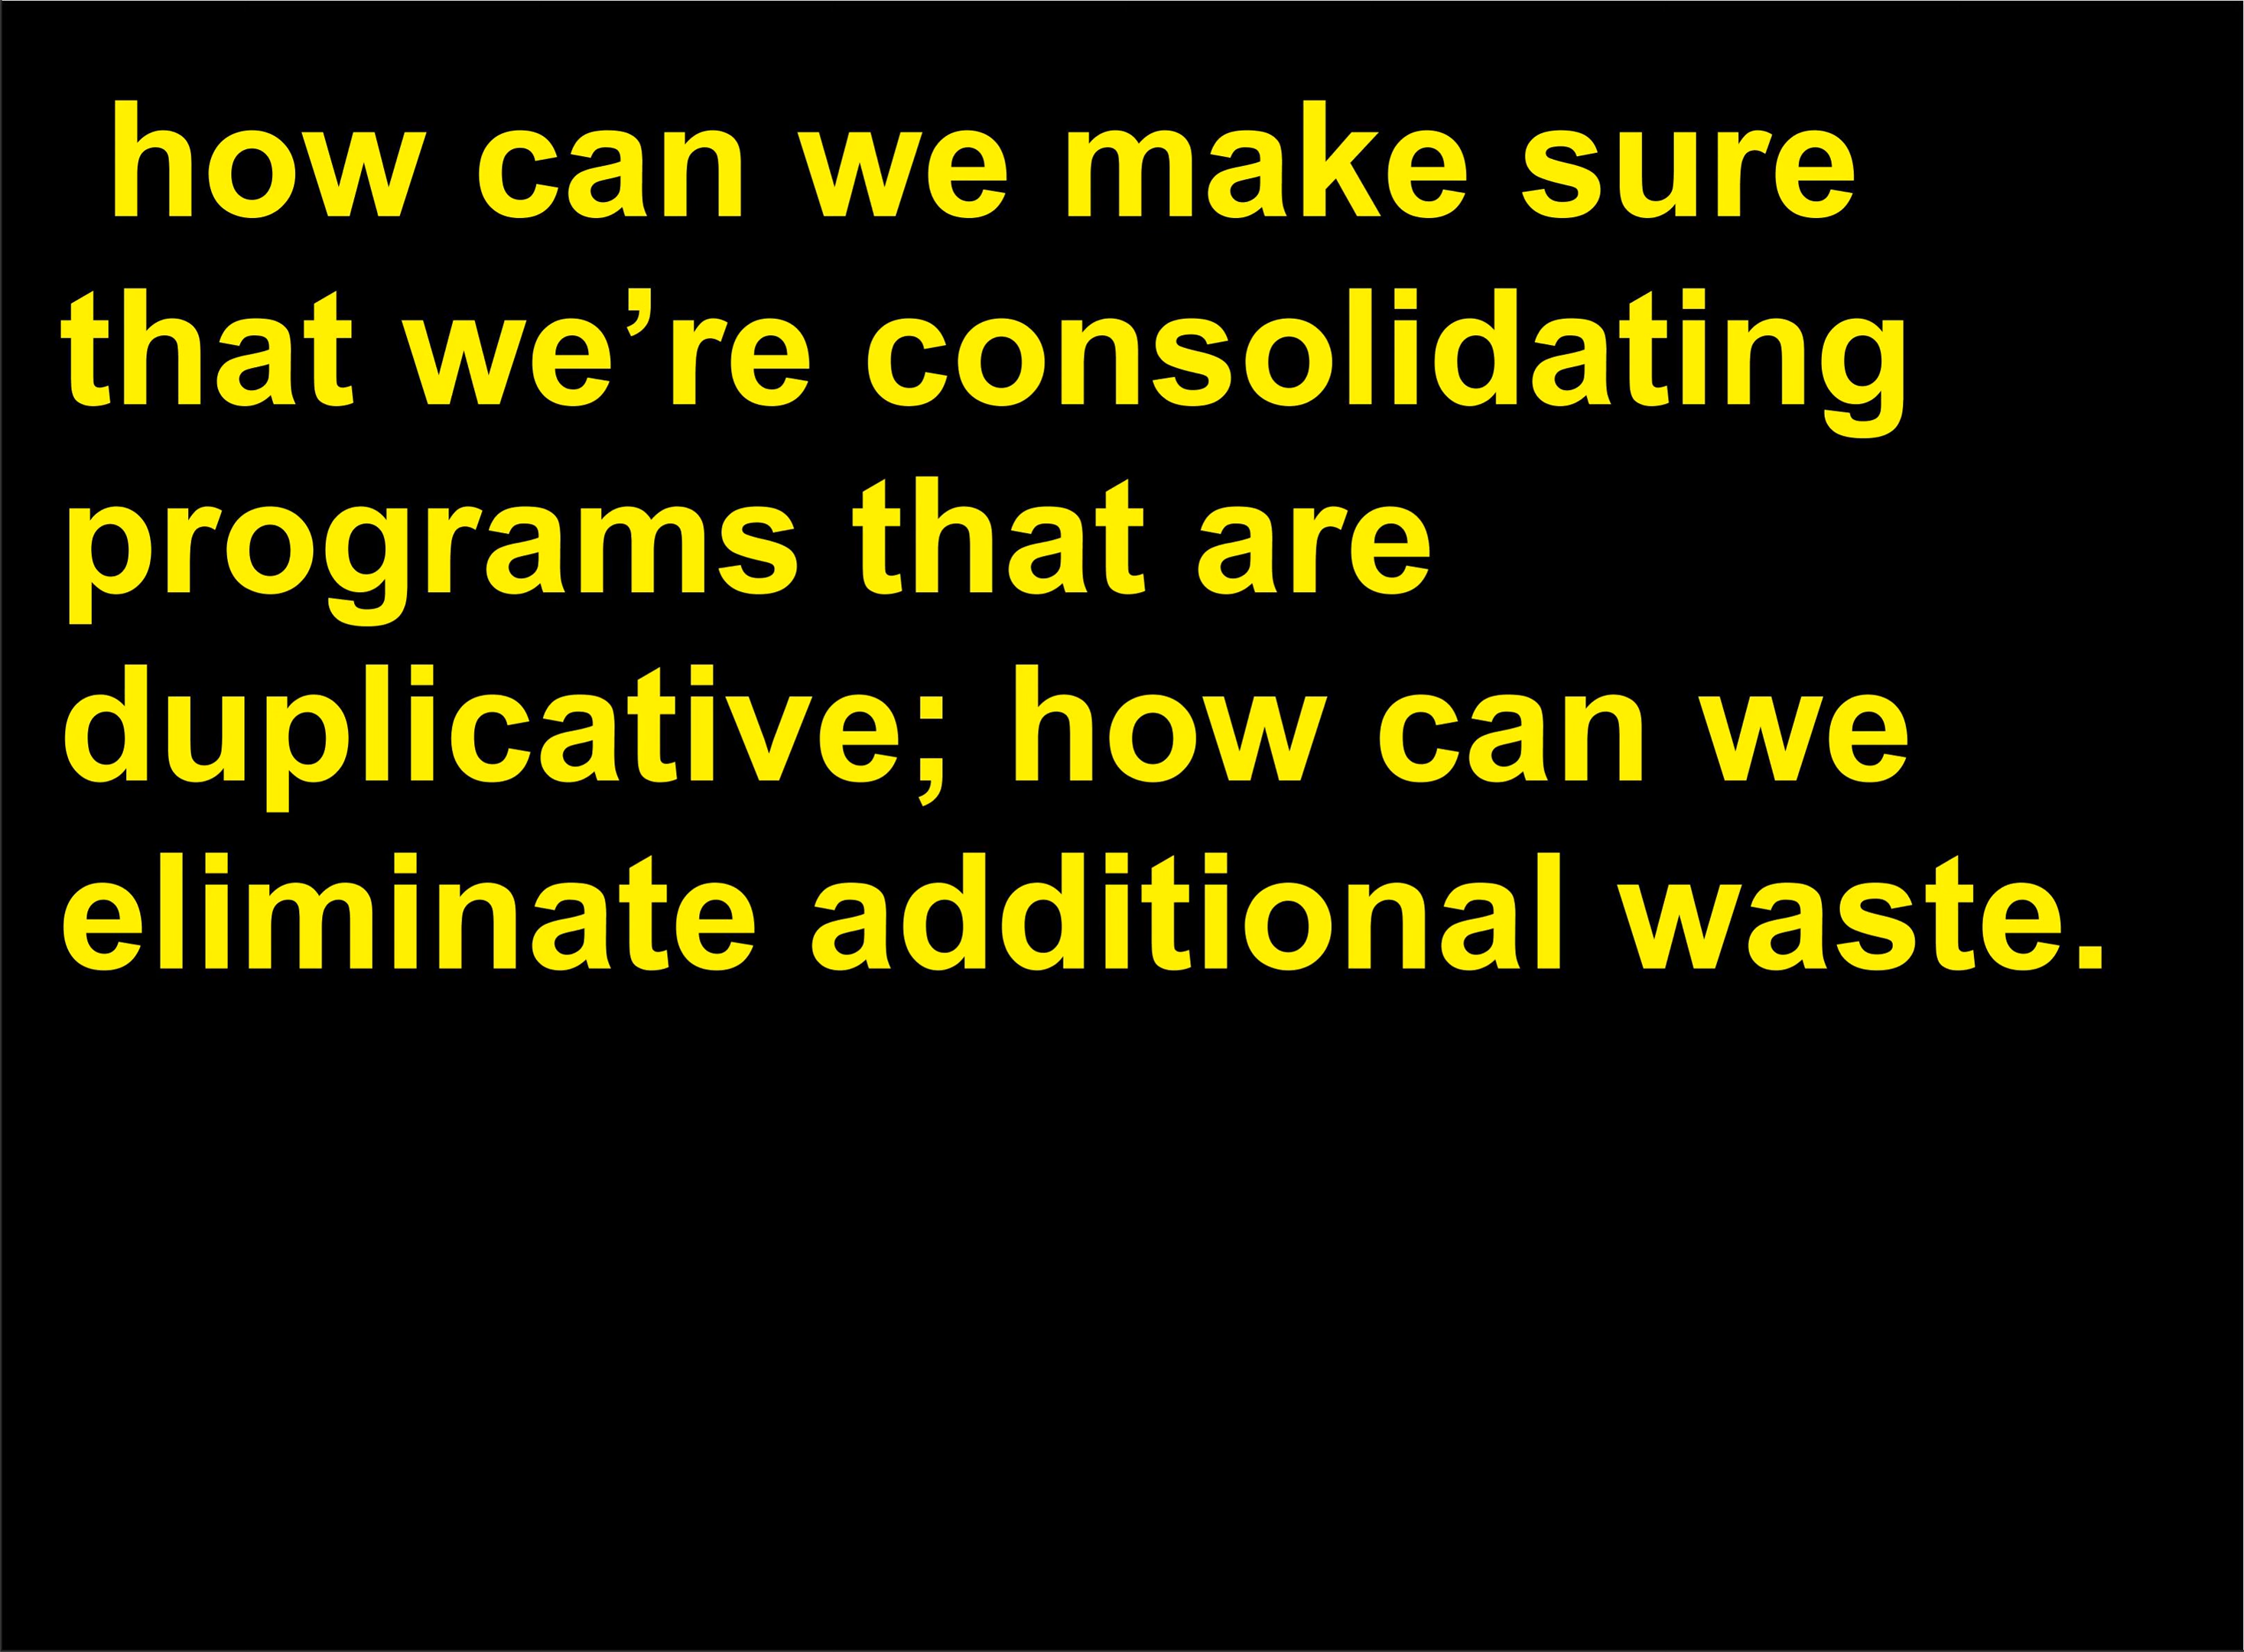 how can we make sure
that we’re consolidating
programs that are
duplicative; how can we
eliminate additional waste.